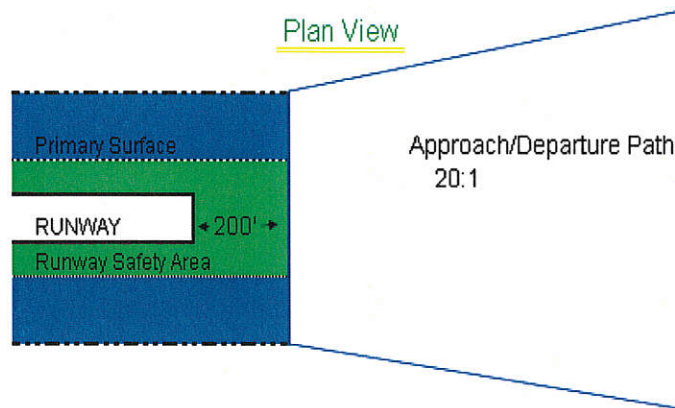 Plan View
Primary Surface
Approach/Departure Path
20:1
RUNWAY
200'
Runway Safety Area